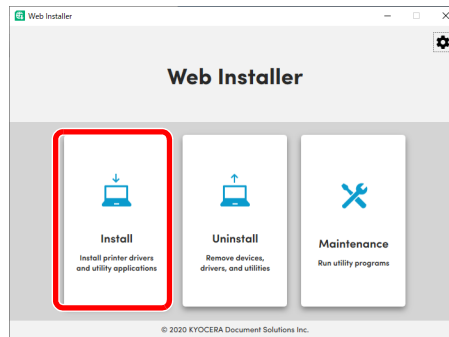 Web Installer
Web Installer
Install
Install printer drivers
and utility applications
Uninstall
Remove devices,
drivers, and utilities
Maintenance
Run utility programs
© 2020 KYOCERA Document Solutions Inc.